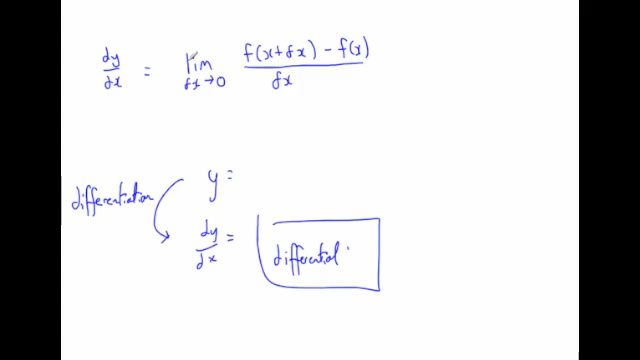 dy/dx = lim δx→0 f(x+δx) − f(x) / δx
y =
differentiation
dy/dx = differential